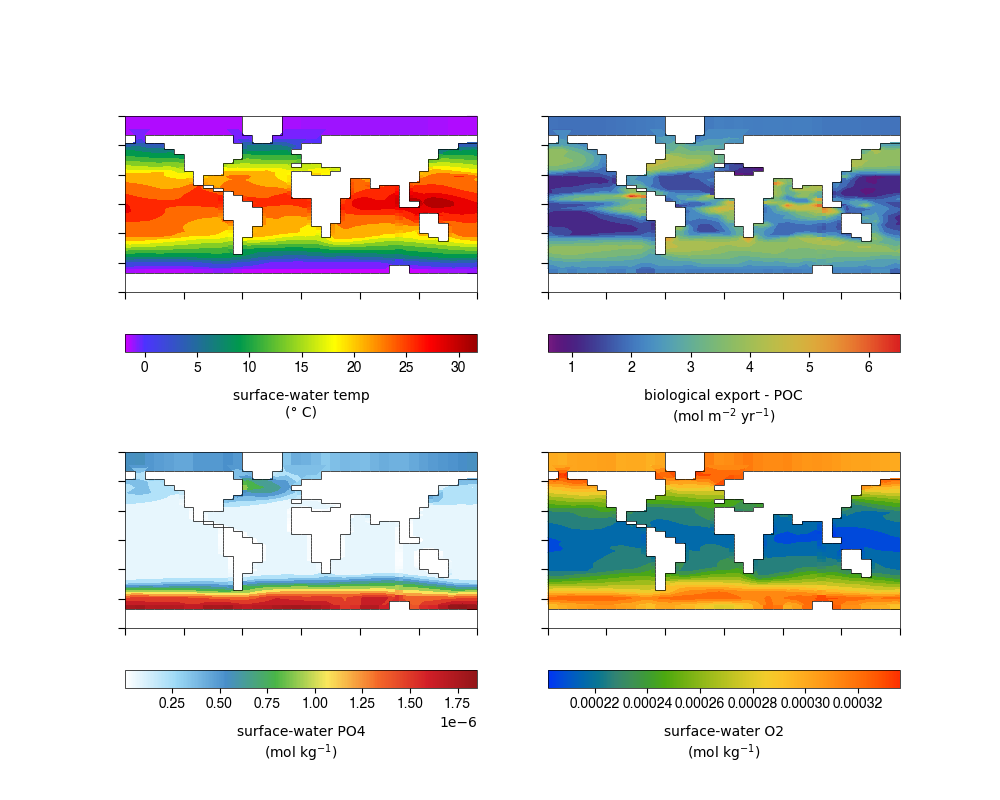 0 5 10 15 20 25 30
surface-water temp
(° C)
1 2 3 4 5 6
biological export - POC
(mol m⁻² yr⁻¹)
0.25 0.50 0.75 1.00 1.25 1.50 1.75
1e−6
surface-water PO4
(mol kg⁻¹)
0.00022 0.00024 0.00026 0.00028 0.00030 0.00032
surface-water O2
(mol kg⁻¹)